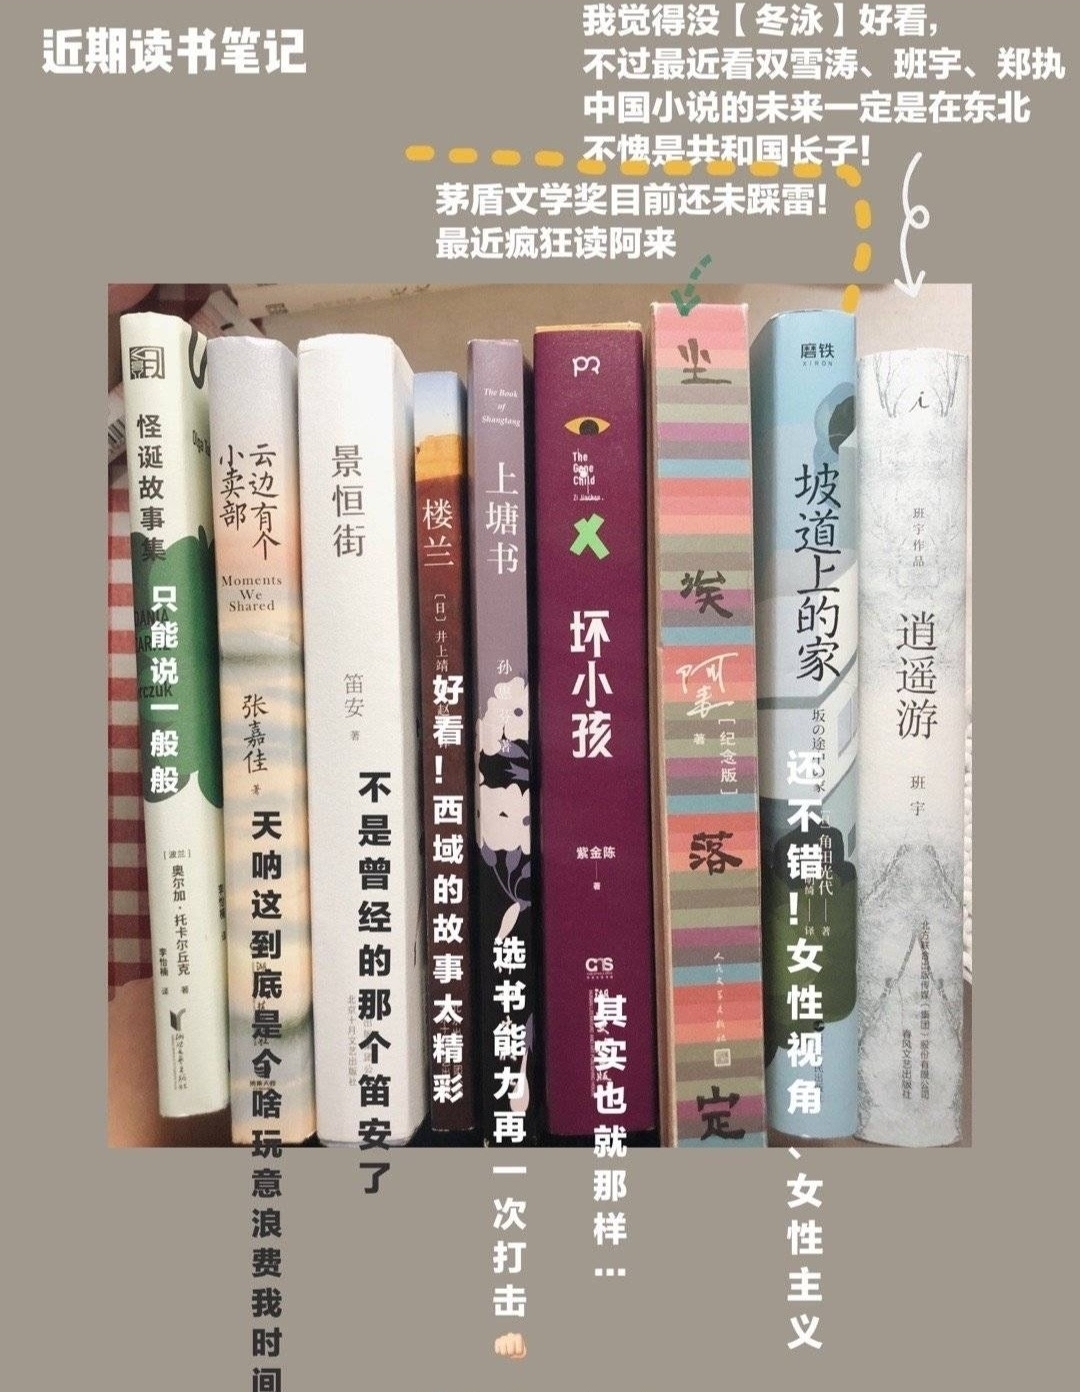 近期读书笔记
我觉得没【冬泳】好看，
不过最近看双雪涛、班宇、郑执
中国小说的未来一定是在东北
不愧是共和国长子！
茅盾文学奖目前还未踩雷！
最近疯狂读阿来
怪诞故事集
只能说一般般
[波兰]
奥尔加·托卡尔丘克 著
李怡楠 译
云边有个
小卖部
Moments
We
Shared
张嘉佳 著
天呐这到底是个啥玩意浪费我时间
景恒街
笛安 著
不是曾经的那个笛安了
楼兰
[日] 井上靖
好看！西域的故事太精彩
The Book
of
Shangtang
上塘书
孙
选书能力再一次打击👊🏻
The
Gone
Child
Zi Jinchen.
坏小孩
紫金陈
著
其实也就那样…
尘埃落定
阿来
著
[纪念版]
人民文学出版社
磨铁
XIRON
坡道上的家
坂の途中の家
角田光代 著
译
还不错！女性视角、女性主义
i
班宇作品
逍遥游
班宇
春风文艺出版社